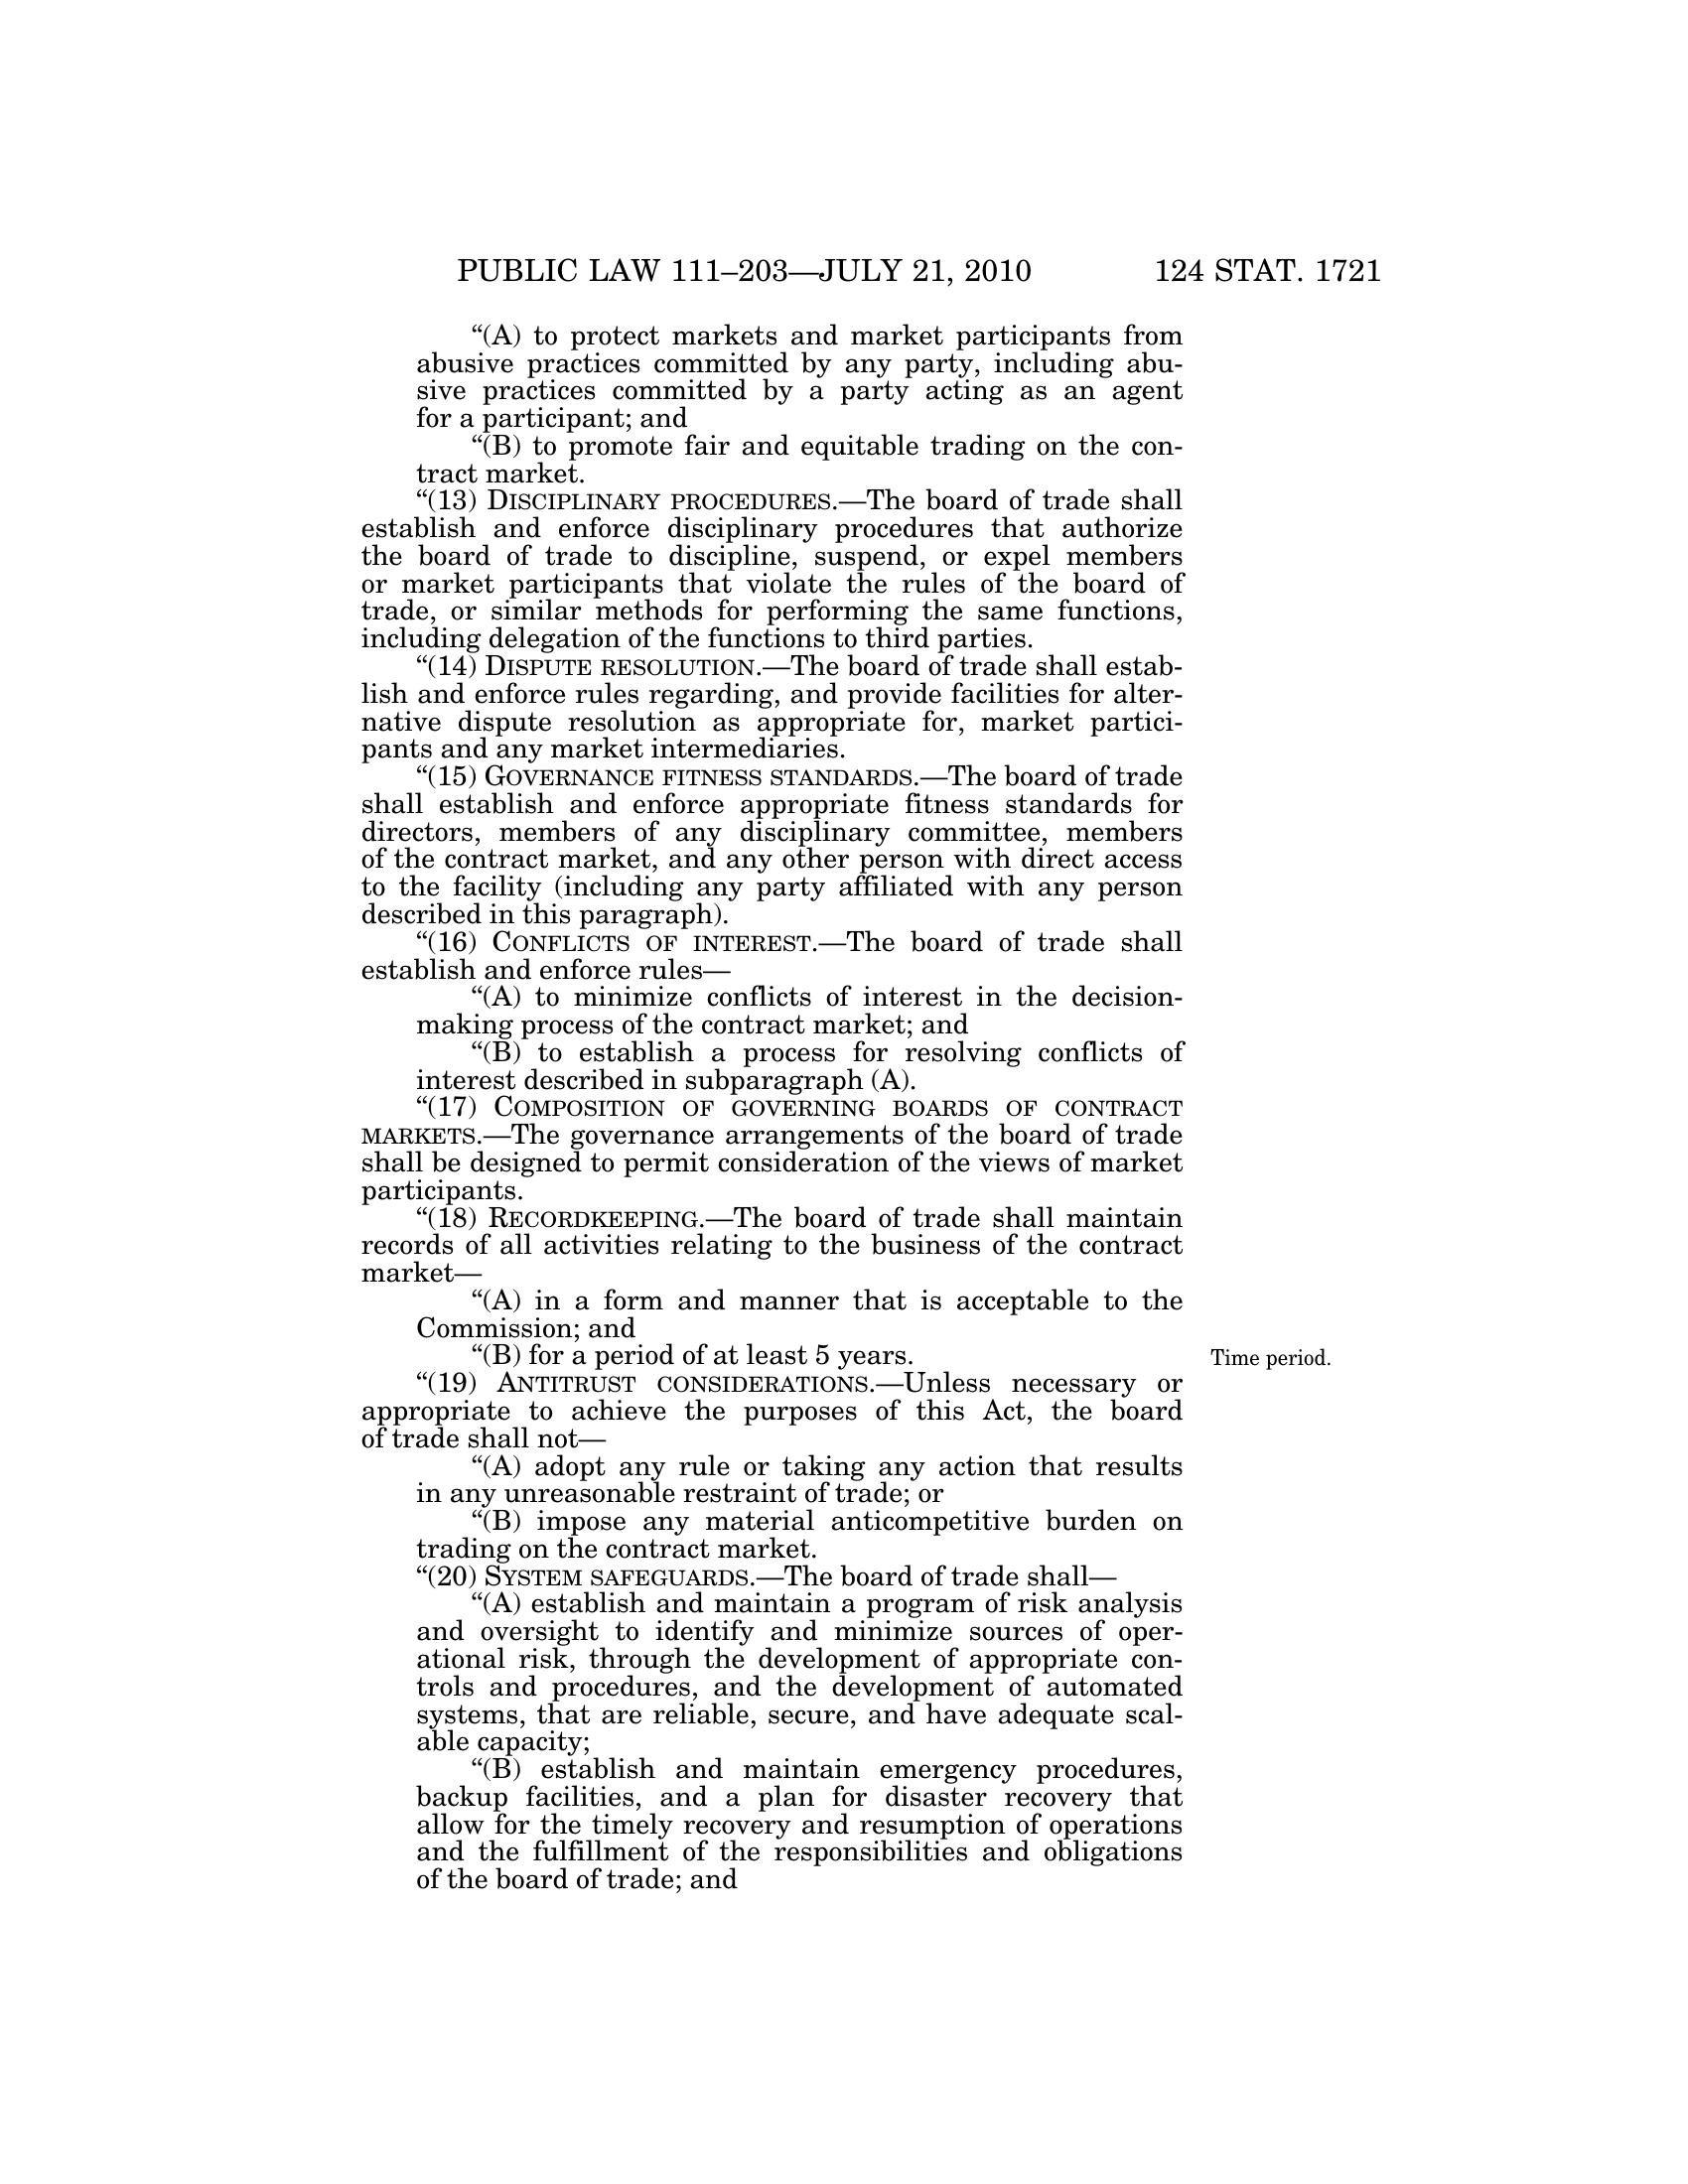 PUBLIC LAW 111–203—JULY 21, 2010 124 STAT. 1721
“(A) to protect markets and market participants from
abusive practices committed by any party, including abu-
sive practices committed by a party acting as an agent
for a participant; and
“(B) to promote fair and equitable trading on the con-
tract market.
“(13) DISCIPLINARY PROCEDURES.—The board of trade shall
establish and enforce disciplinary procedures that authorize
the board of trade to discipline, suspend, or expel members
or market participants that violate the rules of the board of
trade, or similar methods for performing the same functions,
including delegation of the functions to third parties.
“(14) DISPUTE RESOLUTION.—The board of trade shall estab-
lish and enforce rules regarding, and provide facilities for alter-
native dispute resolution as appropriate for, market partici-
pants and any market intermediaries.
“(15) GOVERNANCE FITNESS STANDARDS.—The board of trade
shall establish and enforce appropriate fitness standards for
directors, members of any disciplinary committee, members
of the contract market, and any other person with direct access
to the facility (including any party affiliated with any person
described in this paragraph).
“(16) CONFLICTS OF INTEREST.—The board of trade shall
establish and enforce rules—
“(A) to minimize conflicts of interest in the decision-
making process of the contract market; and
“(B) to establish a process for resolving conflicts of
interest described in subparagraph (A).
“(17) COMPOSITION OF GOVERNING BOARDS OF CONTRACT
MARKETS.—The governance arrangements of the board of trade
shall be designed to permit consideration of the views of market
participants.
“(18) RECORDKEEPING.—The board of trade shall maintain
records of all activities relating to the business of the contract
market—
“(A) in a form and manner that is acceptable to the
Commission; and
“(B) for a period of at least 5 years.
Time period.
“(19) ANTITRUST CONSIDERATIONS.—Unless necessary or
appropriate to achieve the purposes of this Act, the board
of trade shall not—
“(A) adopt any rule or taking any action that results
in any unreasonable restraint of trade; or
“(B) impose any material anticompetitive burden on
trading on the contract market.
“(20) SYSTEM SAFEGUARDS.—The board of trade shall—
“(A) establish and maintain a program of risk analysis
and oversight to identify and minimize sources of oper-
ational risk, through the development of appropriate con-
trols and procedures, and the development of automated
systems, that are reliable, secure, and have adequate scal-
able capacity;
“(B) establish and maintain emergency procedures,
backup facilities, and a plan for disaster recovery that
allow for the timely recovery and resumption of operations
and the fulfillment of the responsibilities and obligations
of the board of trade; and